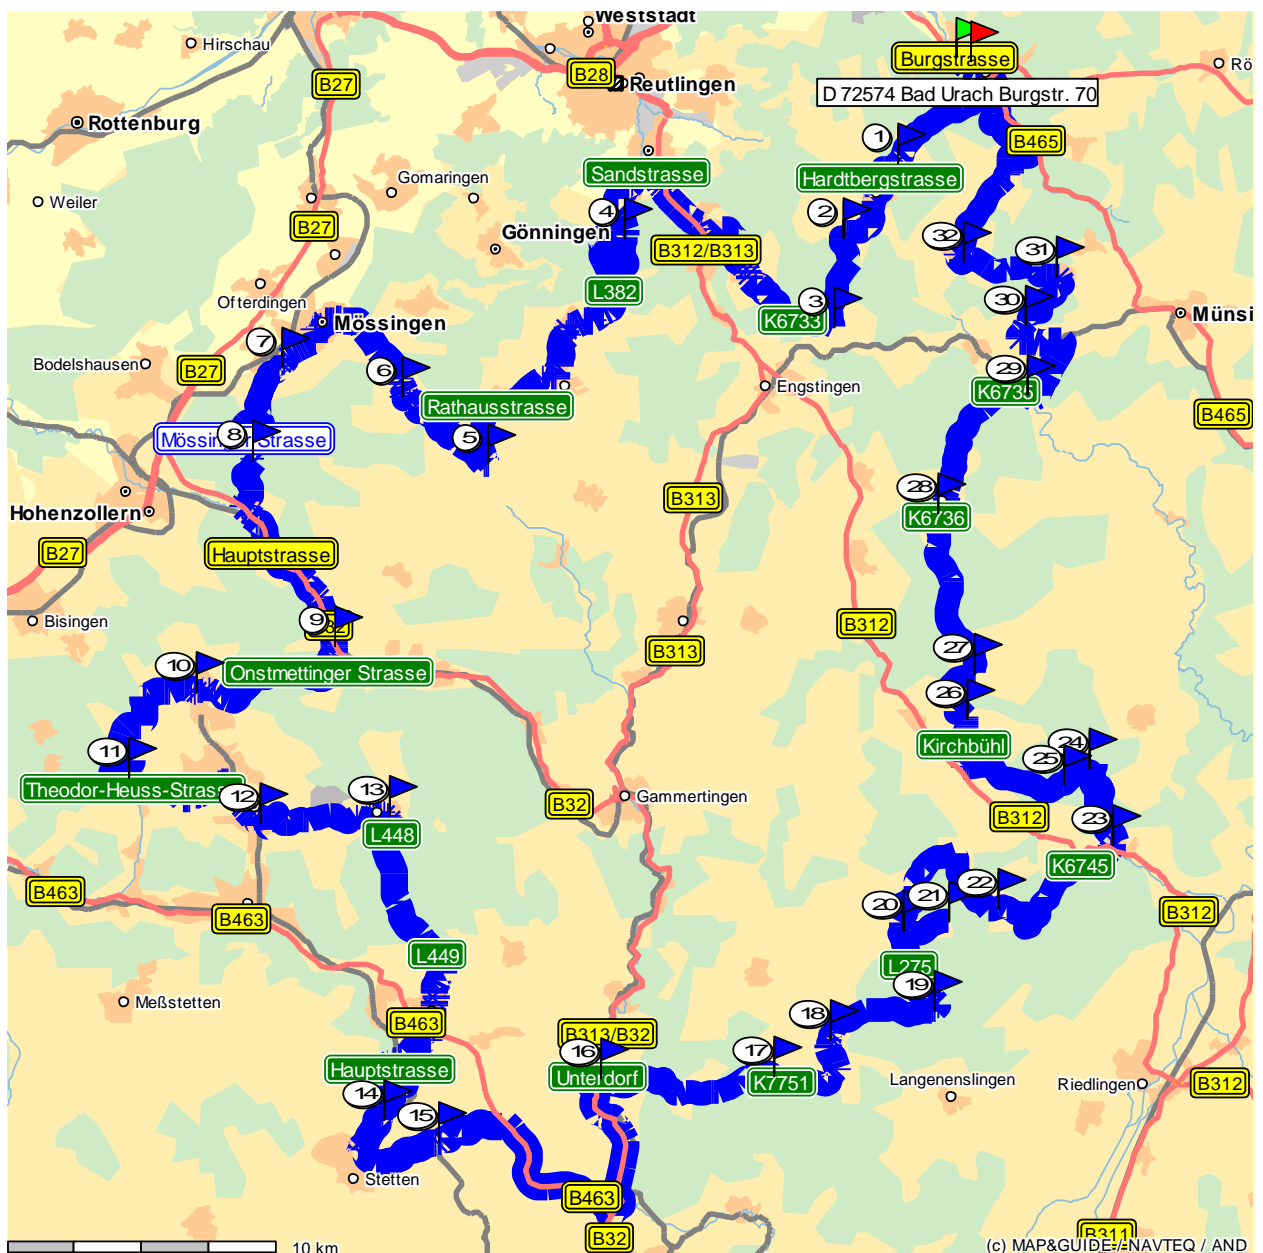 Weststadt
Hirschau
B27
B28
Reutlingen
Burgstrasse
Rö
D 72574 Bad Urach Burgstr. 70
Rottenburg
1
B465
Sandstrasse
Hardtbergstrasse
Gomaringen
Weiler
4
2
B27
Gönningen
32
B312/B313
31
L382
Ofterdingen
3
30
K6733
Münsi
Mössingen
7
Bodelshausen
B27
6
29
K6735
Engstingen
Rathausstrasse
B465
8
5
28
B313
Hohenzollern
K6736
B27
Hauptstrasse
9
Bisingen
B312
B313
27
10
Onstmettinger Strasse
26
11
Kirchbühl
24
25
Theodor-Heuss-Strass
12
13
Gammertingen
B32
B312
23
L448
K6745
B463
21
22
20
B463
B312
L449
L275
19
Meßstetten
B463
18
B313/B32
16
17
Hauptstrasse
Unterdorf
K7751
Langenenslingen
Riedlingen
B312
14
15
Stetten
B463
B32
B311
10 km
(c) MAP&GUIDE / NAVTEQ / AND